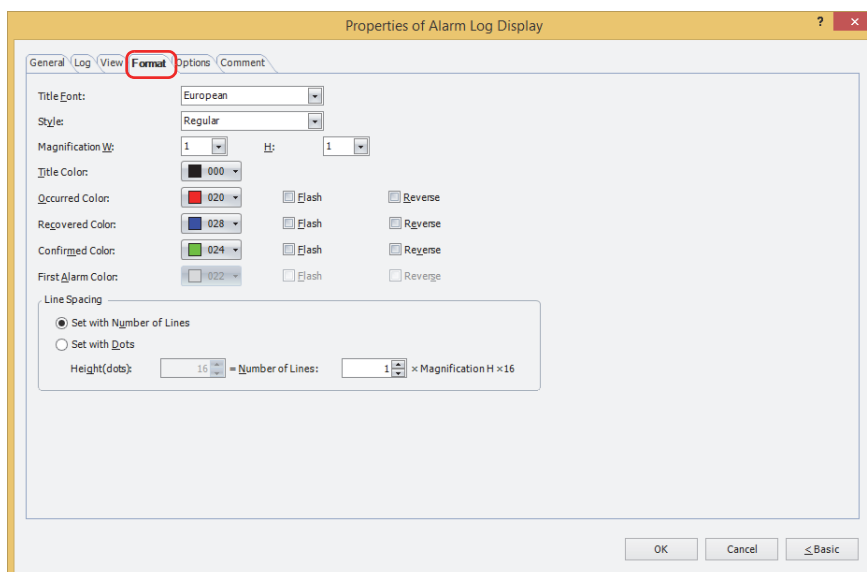 Properties of Alarm Log Display ? ×
General Log View Format Options Comment
Title Font: European
Style: Regular
Magnification W: 1 H: 1
Title Color: 000
Occurred Color: 020 Flash Reverse
Recovered Color: 028 Flash Reverse
Confirmed Color: 024 Flash Reverse
First Alarm Color: 022 Flash Reverse
Line Spacing
Set with Number of Lines
Set with Dots
Height(dots): 16 = Number of Lines: 1 × Magnification H ×16
OK Cancel < Basic